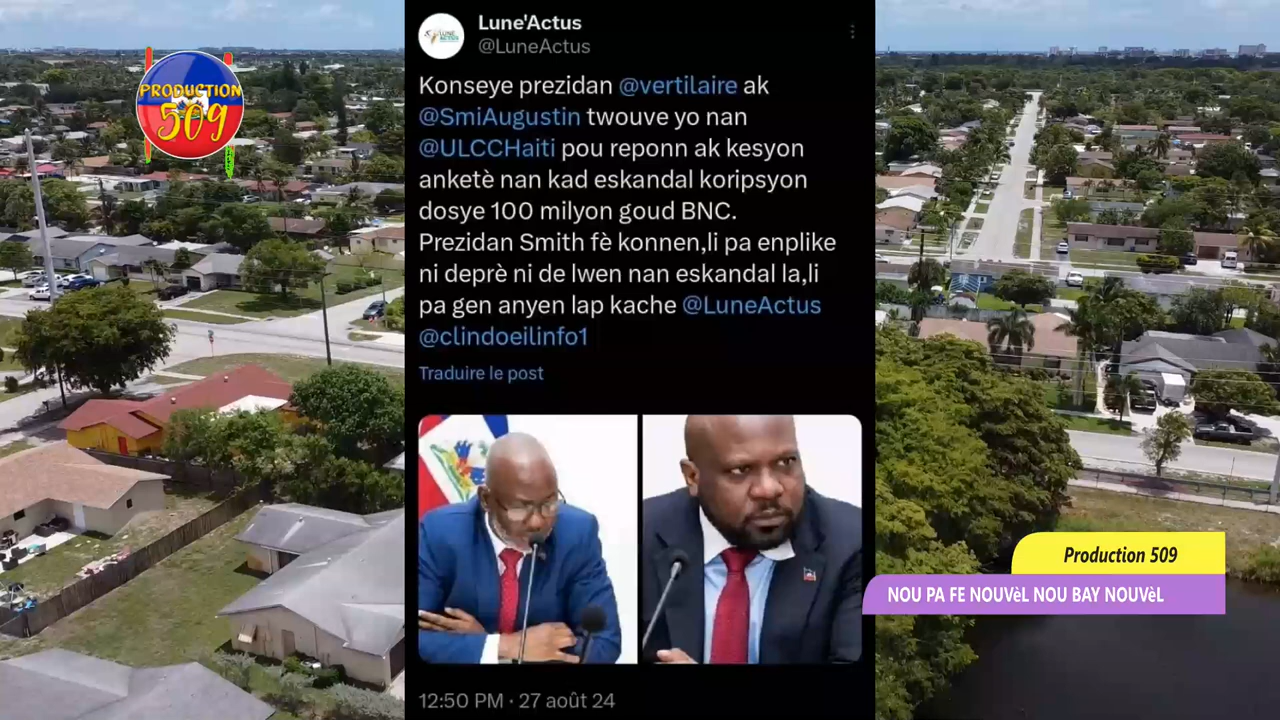 PRODUCTION
509
Lune'Actus
@LuneActus
Konseye prezidan @vertilaire ak
@SmiAugustin twouve yo nan
@ULCCHaiti pou reponn ak kesyon
anketè nan kad eskandal koripsyon
dosye 100 milyon goud BNC.
Prezidan Smith fè konnen,li pa enplike
ni deprè ni de lwen nan eskandal la,li
pa gen anyen lap kache @LuneActus
@clindoeilinfo1
Traduire le post
12:50 PM · 27 août 24
Production 509
NOU PA FE NOUVèL NOU BAY NOUVèL